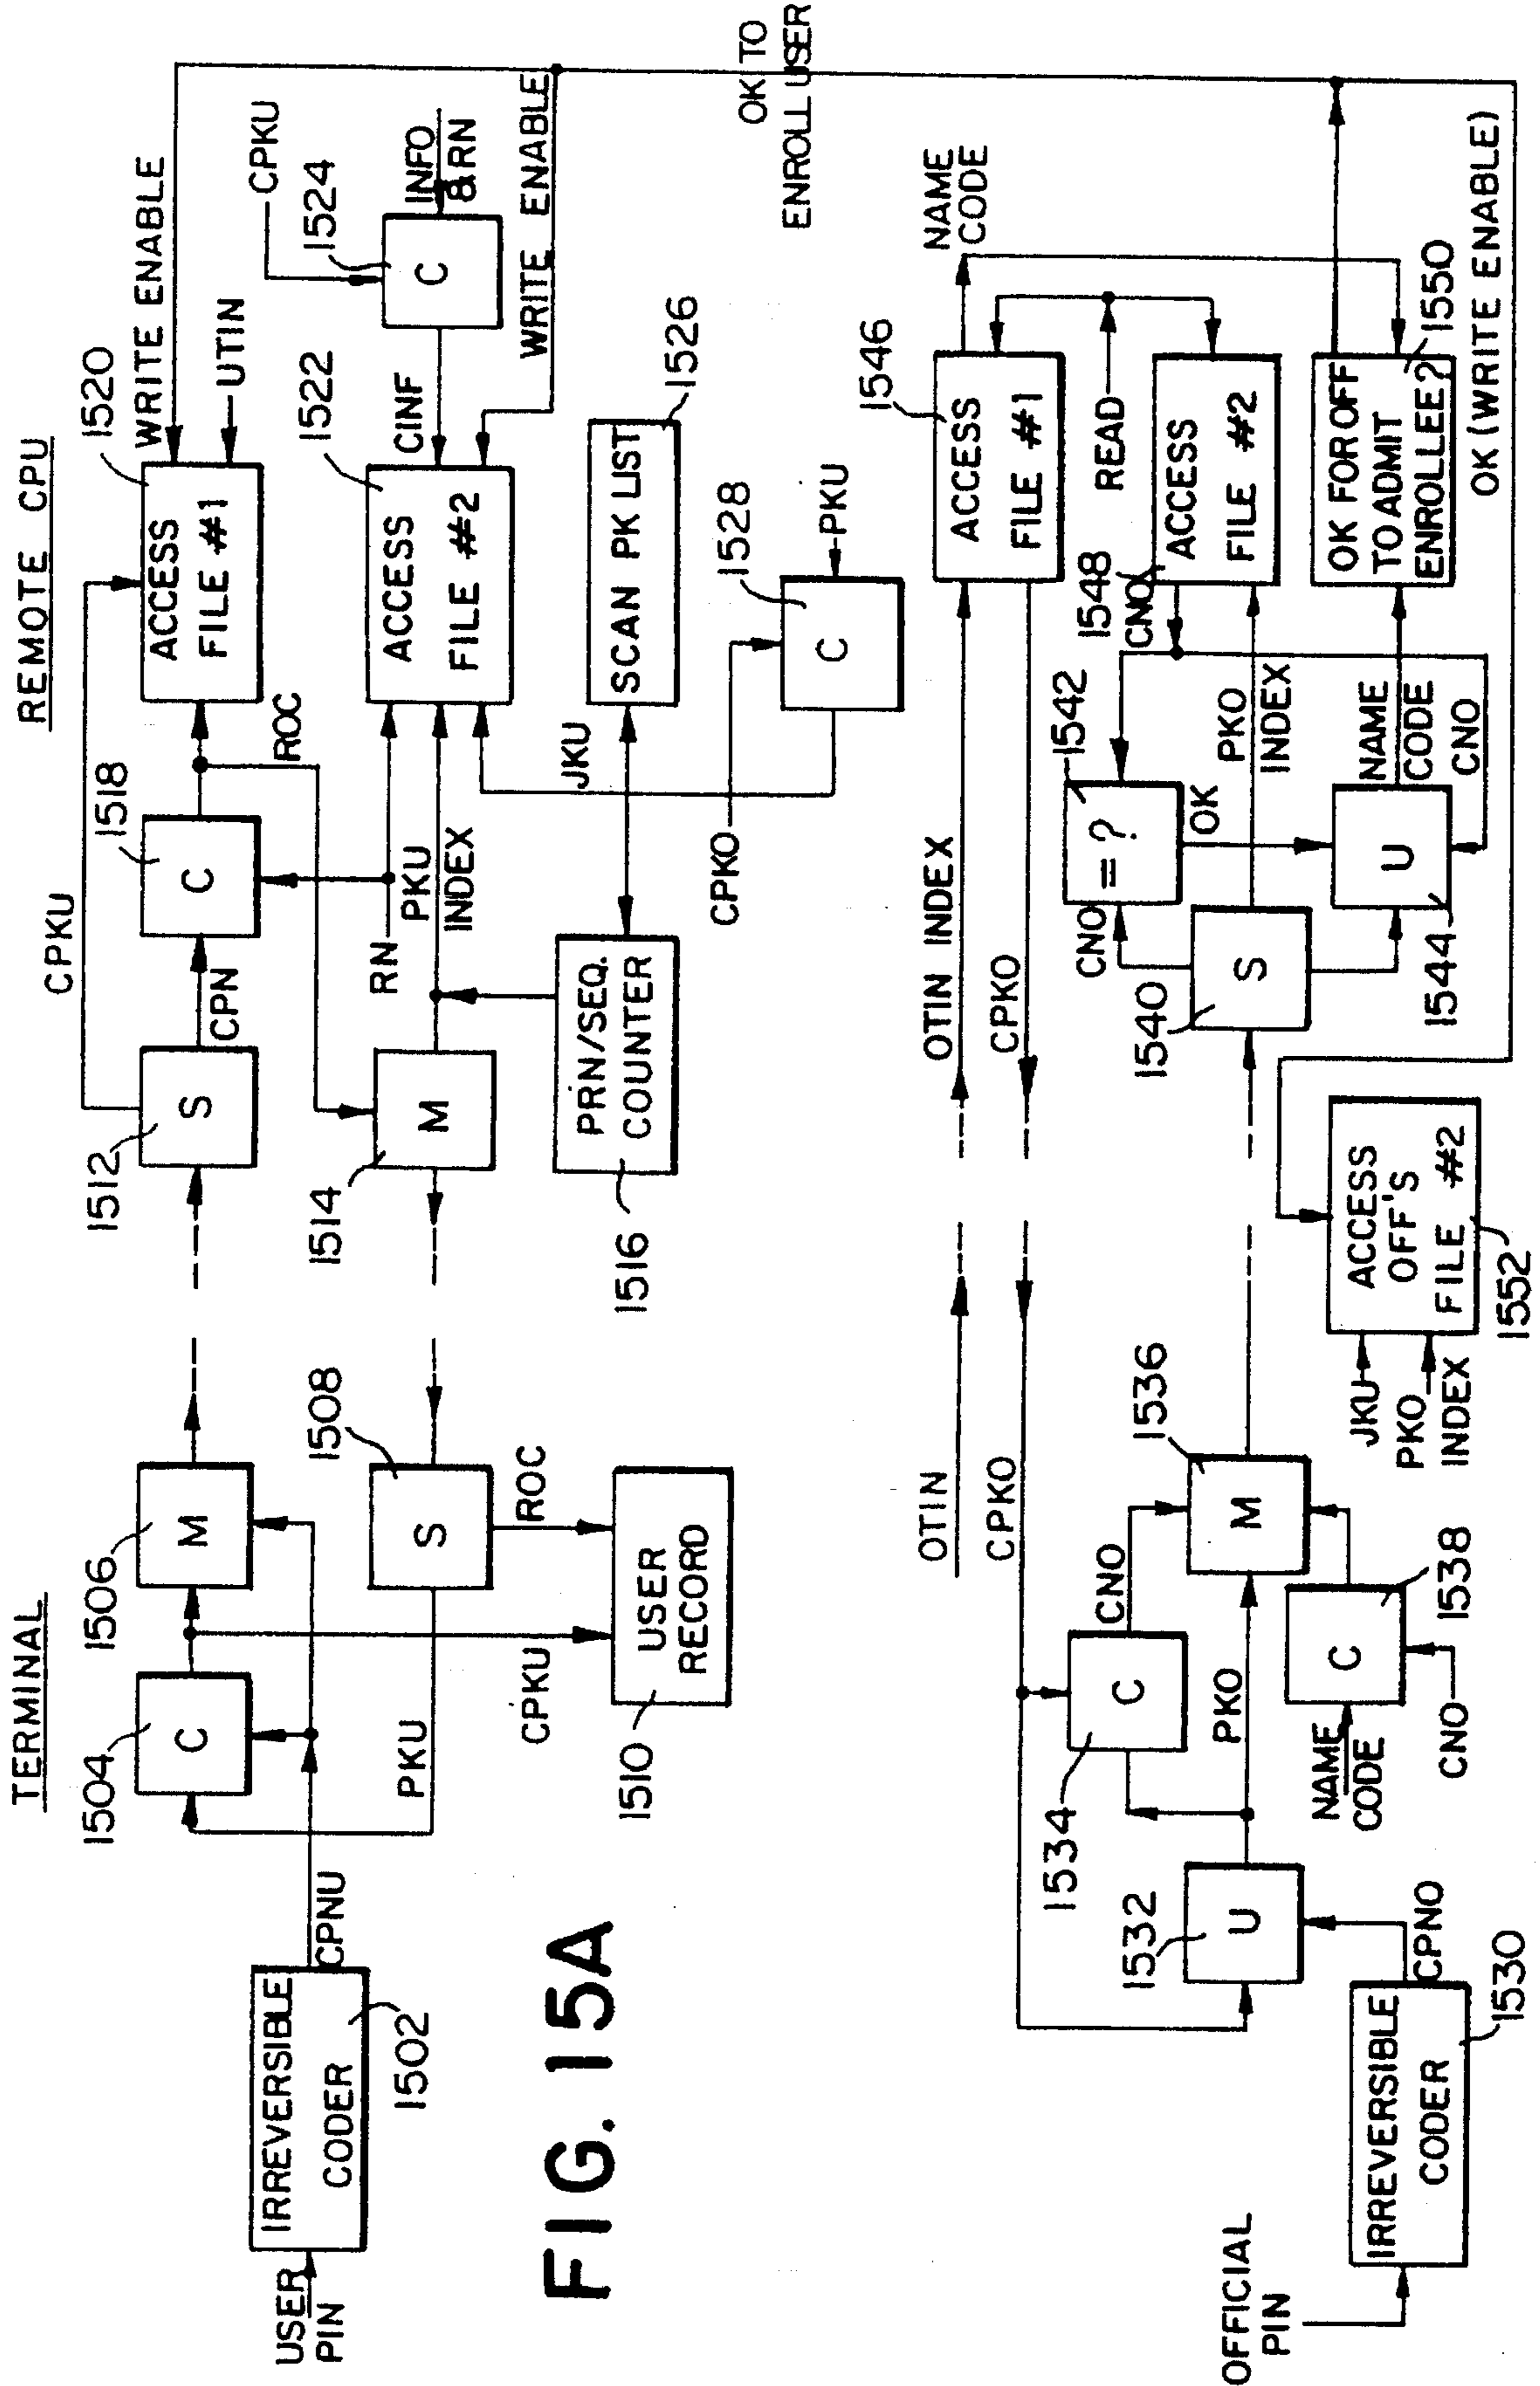 TERMINAL
REMOTE CPU
USER
PIN
IRREVERSIBLE
CODER
1502
CPNU
1504
C
1506
M
PKU
CPKU
1508
S
ROC
USER
RECORD
1510
1512
S
CPKU
CPN
1518
C
ROC
1514
M
RN
PKU
INDEX
PRN/SEQ.
COUNTER
1516
1520
ACCESS
FILE #1
WRITE ENABLE
UTIN
1522
ACCESS
FILE #2
CINF
CPKU
1524
C
INFO
& RN
WRITE ENABLE
SCAN PK LIST
1526
JKU
1528
C
PKU
CPKO
OK TO
ENROLL USER
FIG. 15A
OFFICIAL
PIN
IRREVERSIBLE
CODER
1530
CPNO
1532
U
1534
C
CNO
PKO
1536
M
NAME
CODE
C
1538
CNO
OTIN
CPKO
OTIN INDEX
CPKO
JKU
PKO
INDEX
ACCESS
OFF'S
FILE #2
1552
1540
S
CNO
1542
= ?
OK
PKO
INDEX
U
1544
NAME
CODE
CNO
1546
ACCESS
FILE #1
NAME
CODE
READ
1548
CNO
ACCESS
FILE #2
OK FOR OFF
TO ADMIT
ENROLLEE?
1550
OK (WRITE ENABLE)